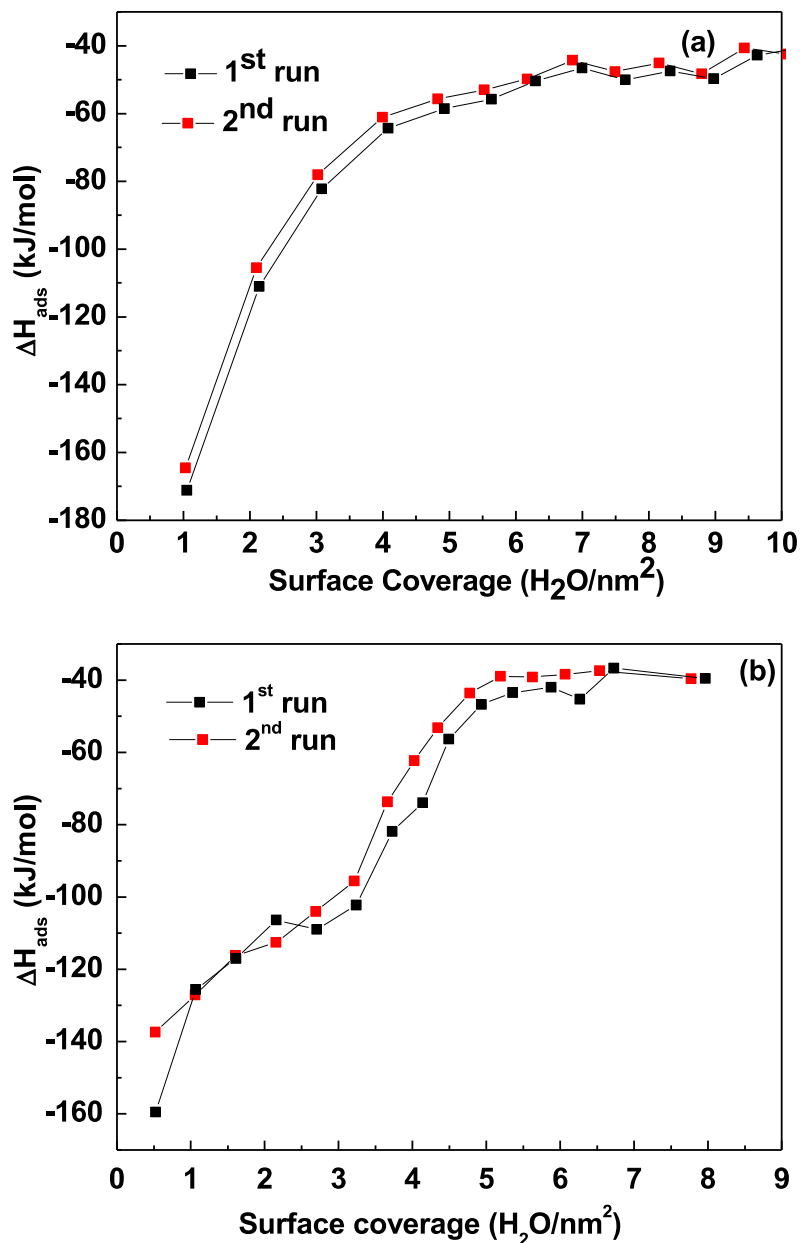 (a)
1st run
2nd run
-40
-60
-80
-100
-120
-140
-160
-180
ΔHads (kJ/mol)
0 1 2 3 4 5 6 7 8 9 10
Surface Coverage (H2O/nm2)
(b)
1st run
2nd run
-40
-60
-80
-100
-120
-140
-160
ΔHads (kJ/mol)
0 1 2 3 4 5 6 7 8 9
Surface coverage (H2O/nm2)